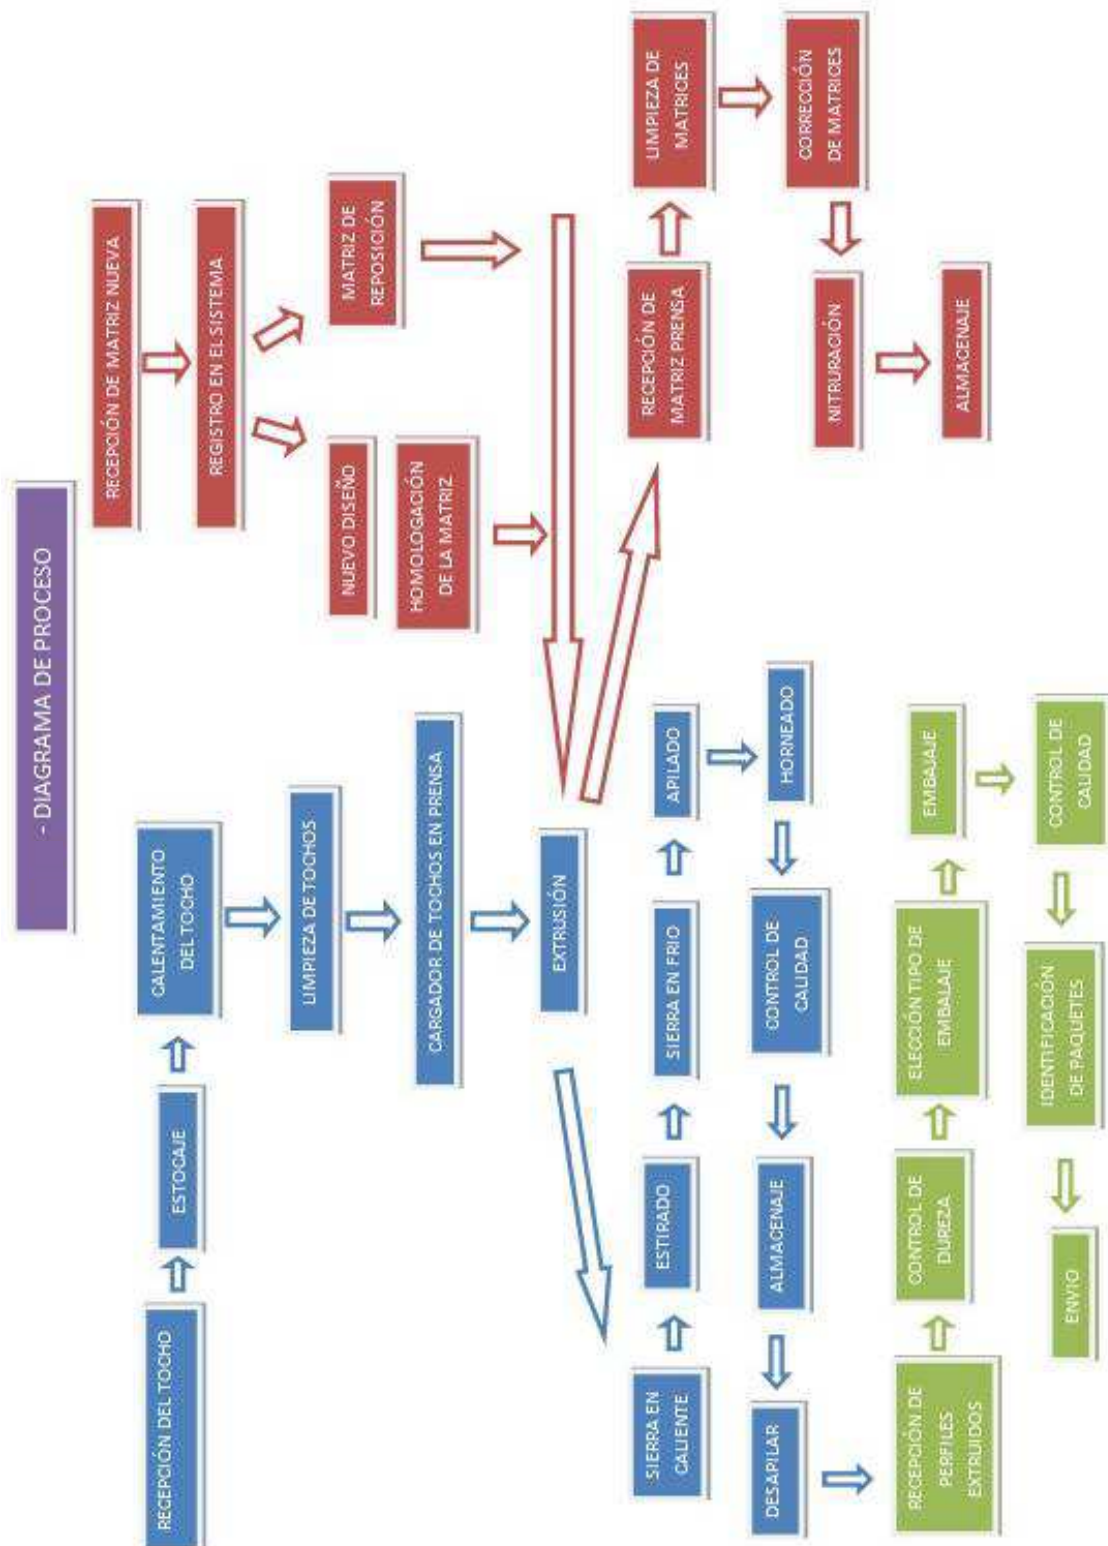 - DIAGRAMA DE PROCESO
RECEPCIÓN DEL TOCHO
ESTOCAJE
CALENTAMIENTO
DEL TOCHO
LIMPIEZA DE TOCHOS
CARGADOR DE TOCHOS EN PRENSA
EXTRUSIÓN
RECEPCIÓN DE MATRIZ NUEVA
REGISTRO EN EL SISTEMA
NUEVO DISEÑO
HOMOLOGACIÓN
DE LA MATRIZ
MATRIZ DE
REPOSICIÓN
SIERRA EN
CALIENTE
ESTIRADO
SIERRA EN FRIO
APILADO
HORNEADO
CONTROL DE
CALIDAD
ALMACENAJE
DESAPILAR
RECEPCIÓN DE
MATRIZ PRENSA
LIMPIEZA DE
MATRICES
CORRECCIÓN
DE MATRICES
NITRURACIÓN
ALMACENAJE
RECEPCIÓN DE
PERFILES
EXTRUIDOS
CONTROL DE
DUREZA
ELECCIÓN TIPO DE
EMBALAJE
EMBAJAJE
CONTROL DE
CALIDAD
IDENTIFICACIÓN
DE PAQUETES
ENVIO